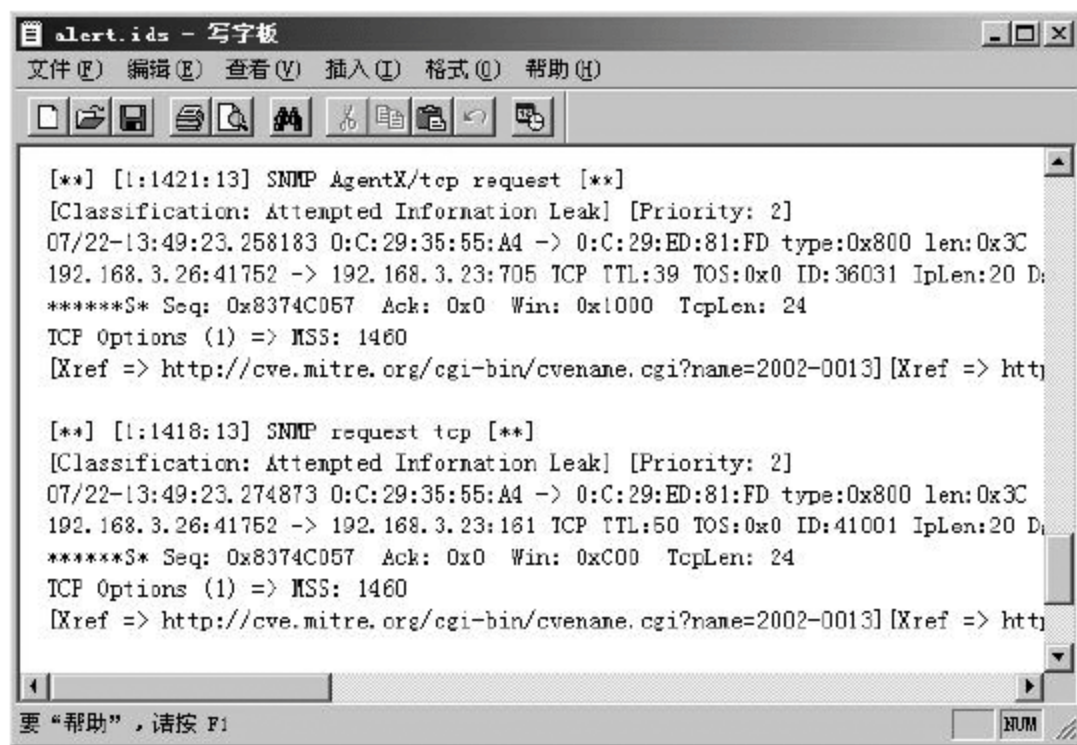 alert.ids - 写字板
文件(F) 编辑(E) 查看(V) 插入(I) 格式(O) 帮助(H)
[**] [1:1421:13] SNMP AgentX/tcp request [**]
[Classification: Attempted Information Leak] [Priority: 2]
07/22-13:49:23.258183 0:C:29:35:55:A4 -> 0:C:29:ED:81:FD type:0x800 len:0x3C
192.168.3.26:41752 -> 192.168.3.23:705 TCP TTL:39 TOS:0x0 ID:36031 IpLen:20 D
******S* Seq: 0x8374C057 Ack: 0x0 Win: 0x1000 TcpLen: 24
TCP Options (1) => MSS: 1460
[Xref => http://cve.mitre.org/cgi-bin/cvename.cgi?name=2002-0013][Xref => http
[**] [1:1418:13] SNMP request tcp [**]
[Classification: Attempted Information Leak] [Priority: 2]
07/22-13:49:23.274873 0:C:29:35:55:A4 -> 0:C:29:ED:81:FD type:0x800 len:0x3C
192.168.3.26:41752 -> 192.168.3.23:161 TCP TTL:50 TOS:0x0 ID:41001 IpLen:20 D
******S* Seq: 0x8374C057 Ack: 0x0 Win: 0xC00 TcpLen: 24
TCP Options (1) => MSS: 1460
[Xref => http://cve.mitre.org/cgi-bin/cvename.cgi?name=2002-0013][Xref => http
要“帮助”，请按 F1
NUM